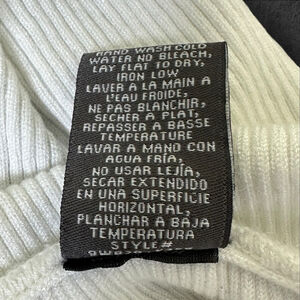 HAND WASH COLD
WATER NO BLEACH,
LAY FLAT TO DRY,
IRON LOW
LAVER A LA MAIN A
L'EAU FROIDE,
NE PAS BLANCHIR,
SECHER A PLAT,
REPASSER A BASSE
TEMPERATURE
LAVAR A MANO CON
AGUA FRÍA,
NO USAR LEJÍA,
SECAR EXTENDIDO
EN UNA SUPERFICIE
HORIZONTAL,
PLANCHAR A BAJA
TEMPERATURA
STYLE#